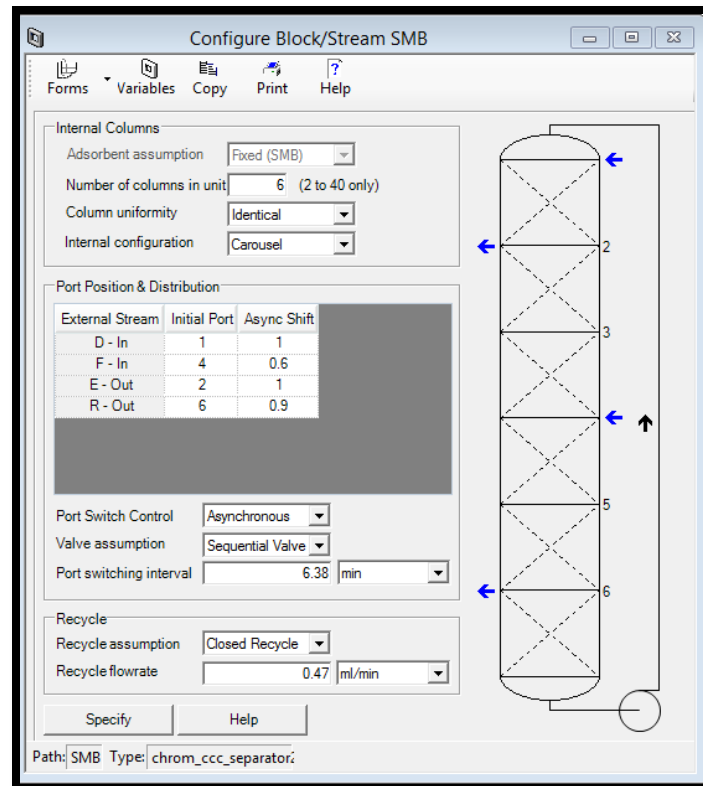 Configure Block/Stream SMB
Forms Variables Copy Print Help
Internal Columns
Adsorbent assumption Fixed (SMB)
Number of columns in unit 6 (2 to 40 only)
Column uniformity Identical
Internal configuration Carousel
Port Position & Distribution
External Stream Initial Port Async Shift
D - In 1 1
F - In 4 0.6
E - Out 2 1
R - Out 6 0.9
Port Switch Control Asynchronous
Valve assumption Sequential Valve
Port switching interval 6.38 min
Recycle
Recycle assumption Closed Recycle
Recycle flowrate 0.47 ml/min
Specify Help
2
3
5
6
Path: SMB Type: chrom_ccc_separator2